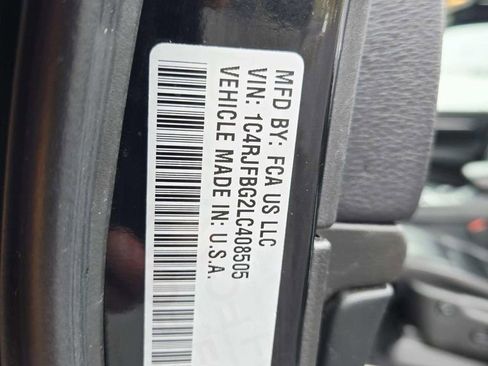 MFD BY: FCA US LLC
VIN: 1C4RJFBG2LC408505
VEHICLE MADE IN: U.S.A.